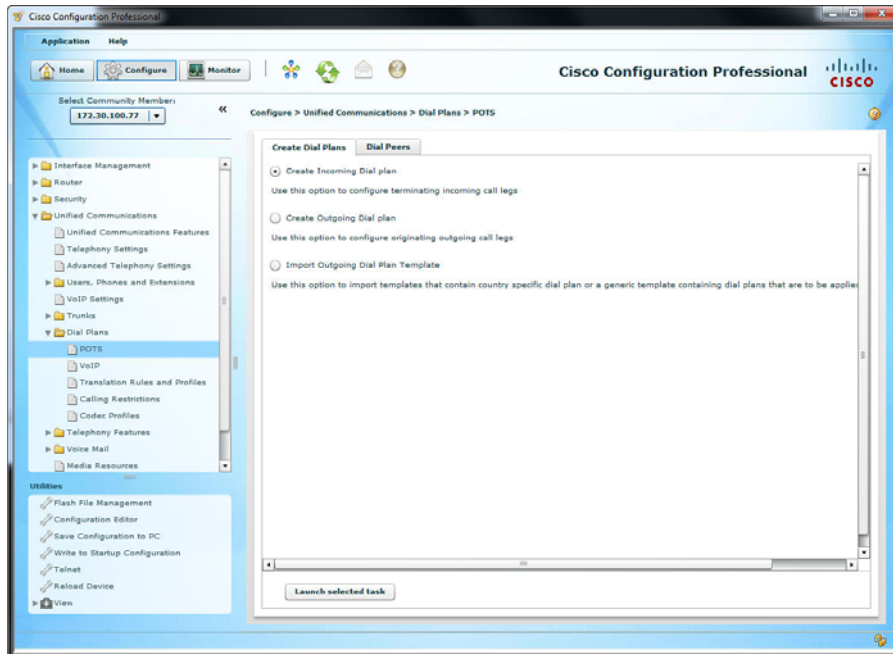 Cisco Configuration Professional
Application Help
Home Configure Monitor
Cisco Configuration Professional
CISCO
Select Community Member:
172.30.100.77
«
Configure > Unified Communications > Dial Plans > POTS
Interface Management
Router
Security
Unified Communications
Unified Communications Features
Telephony Settings
Advanced Telephony Settings
Users, Phones and Extensions
VoIP Settings
Trunks
Dial Plans
POTS
VoIP
Translation Rules and Profiles
Calling Restrictions
Codec Profiles
Telephony Features
Voice Mail
Media Resources
Utilities
Flash File Management
Configuration Editor
Save Configuration to PC
Write to Startup Configuration
Telnet
Reload Device
View
Create Dial Plans Dial Peers
Create Incoming Dial plan
Use this option to configure terminating incoming call legs
Create Outgoing Dial plan
Use this option to configure originating outgoing call legs
Import Outgoing Dial Plan Template
Use this option to import templates that contain country specific dial plan or a generic template containing dial plans that are to be applied
Launch selected task